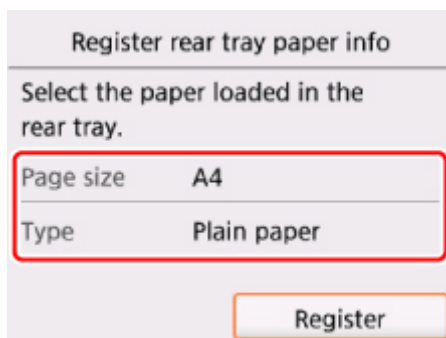 Register rear tray paper info
Select the paper loaded in the
rear tray.
Page size A4
Type Plain paper
Register